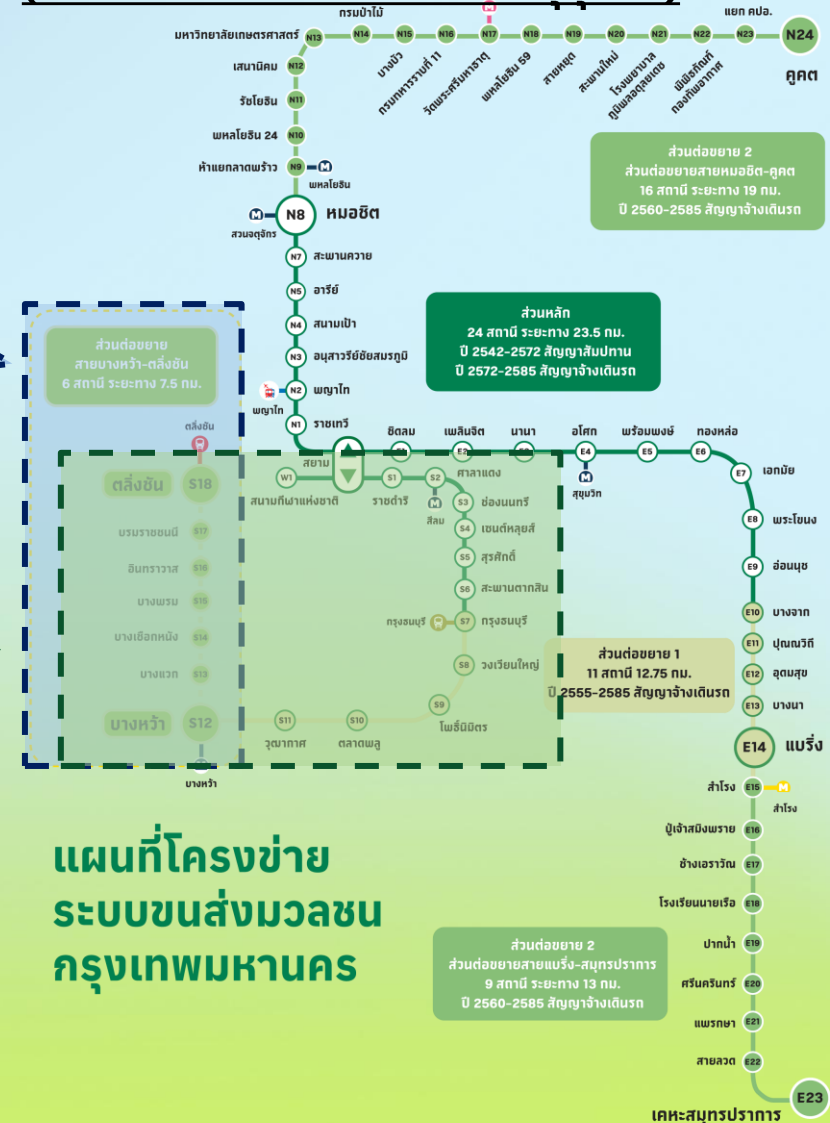 กรมป่าไม้
แยก คปอ.
มหาวิทยาลัยเกษตรศาสตร์ N13 N14 N15 N16 N17 N18 N19 N20 N21 N22 N23 N24
บางบัว
กรมทหารราบที่ 11
วัดพระศรีมหาธาตุ
พหลโยธิน 59
สายหยุด
สะพานใหม่
โรงพยาบาล
ภูมิพลอดุลยเดช
พิพิธภัณฑ์
กองทัพอากาศ
คูคต
เสนานิคม N12
รัชโยธิน N11
พหลโยธิน 24 N10
ห้าแยกลาดพร้าว N9 M
พหลโยธิน
ส่วนต่อขยาย 2
ส่วนต่อขยายสายหมอชิต-คูคต
16 สถานี ระยะทาง 19 กม.
ปี 2560-2585 สัญญาจ้างเดินรถ
M N8 หมอชิต
สวนจตุจักร
N7 สะพานควาย
N5 อารีย์
N4 สนามเป้า
N3 อนุสาวรีย์ชัยสมรภูมิ
N2 พญาไท
พญาไท
N1 ราชเทวี
ส่วนหลัก
24 สถานี ระยะทาง 23.5 กม.
ปี 2542-2572 สัญญาสัมปทาน
ปี 2572-2585 สัญญาจ้างเดินรถ
ส่วนต่อขยาย
สายบางหว้า-ตลิ่งชัน
6 สถานี ระยะทาง 7.5 กม.
ตลิ่งชัน
สยาม
ชิดลม เพลินจิต นานา อโศก พร้อมพงษ์ ทองหล่อ
E2 E4 E5 E6
M
สุขุมวิท
E7 เอกมัย
E8 พระโขนง
E9 อ่อนนุช
E10 บางจาก
E11 ปุณณวิถี
E12 อุดมสุข
E13 บางนา
E14 แบริ่ง
W1
สนามกีฬาแห่งชาติ
S1
ราชดำริ
S2 ศาลาแดง
M
สีลม
S3 ช่องนนทรี
S4 เซนต์หลุยส์
S5 สุรศักดิ์
S6 สะพานตากสิน
กรุงธนบุรี S7 กรุงธนบุรี
S8 วงเวียนใหญ่
S9
โพธิ์นิมิตร
S10
ตลาดพลู
S11
วุฒากาศ
ตลิ่งชัน S18
บรมราชชนนี S17
อินทราวาส S16
บางพรม S15
บางเชือกหนัง S14
บางแวก S13
บางหว้า S12
บางหว้า
ส่วนต่อขยาย 1
11 สถานี 12.75 กม.
ปี 2555-2585 สัญญาจ้างเดินรถ
สำโรง E15 M
สำโรง
ปู่เจ้าสมิงพราย E16
ช้างเอราวัณ E17
โรงเรียนนายเรือ E18
ปากน้ำ E19
ศรีนครินทร์ E20
แพรกษา E21
สายลวด E22
E23
เคหะสมุทรปราการ
ส่วนต่อขยาย 2
ส่วนต่อขยายสายแบริ่ง-สมุทรปราการ
9 สถานี ระยะทาง 13 กม.
ปี 2560-2585 สัญญาจ้างเดินรถ
แผนที่โครงข่าย
ระบบขนส่งมวลชน
กรุงเทพมหานคร